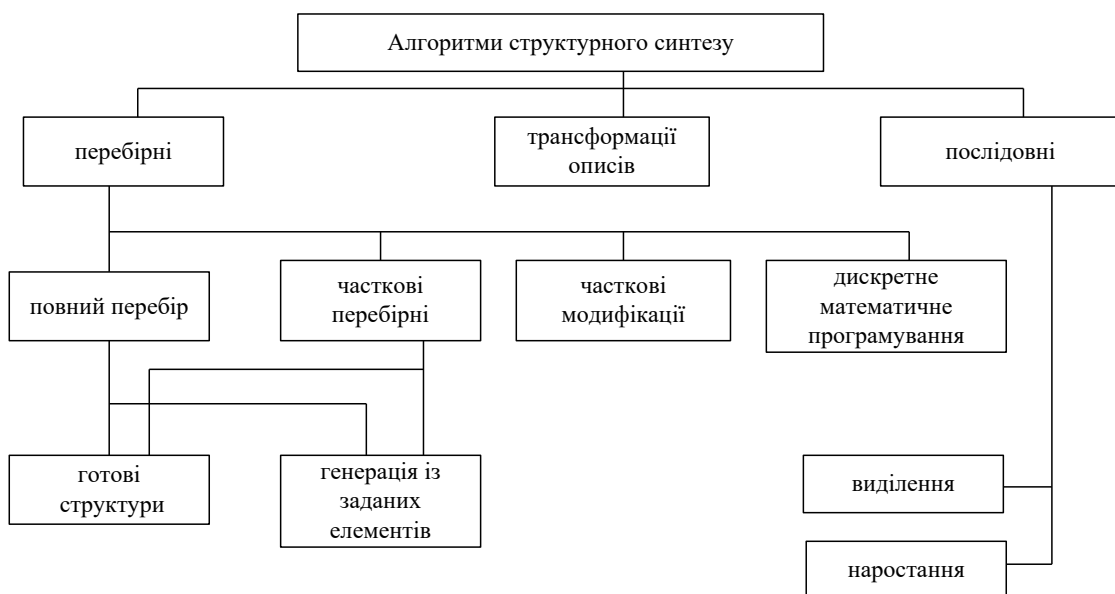 Алгоритми структурного синтезу
перебірні
трансформації
описів
послідовні
повний перебір
часткові
перебірні
часткові
модифікації
дискретне
математичне
програмування
готові
структури
генерація із
заданих
елементів
виділення
наростання